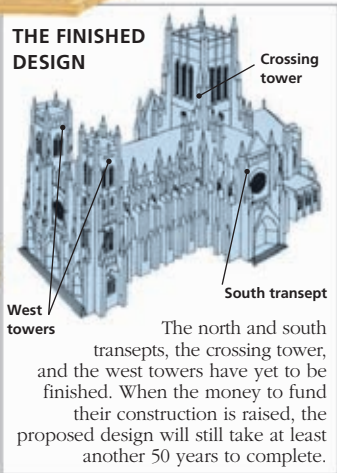 THE FINISHED
DESIGN
Crossing
tower
South transept
West
towers
The north and south
transepts, the crossing tower,
and the west towers have yet to be
finished. When the money to fund
their construction is raised, the
proposed design will still take at least
another 50 years to complete.